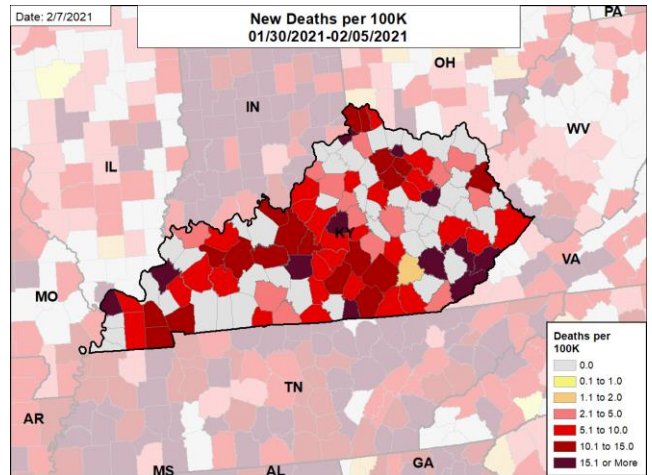 Date: 2/7/2021
New Deaths per 100K
01/30/2021-02/05/2021
PA
OH
IN
IL
WV
KY
VA
MO
TN
AR
MS
AL
GA
Deaths per
100K
0.0
0.1 to 1.0
1.1 to 2.0
2.1 to 5.0
5.1 to 10.0
10.1 to 15.0
15.1 or More